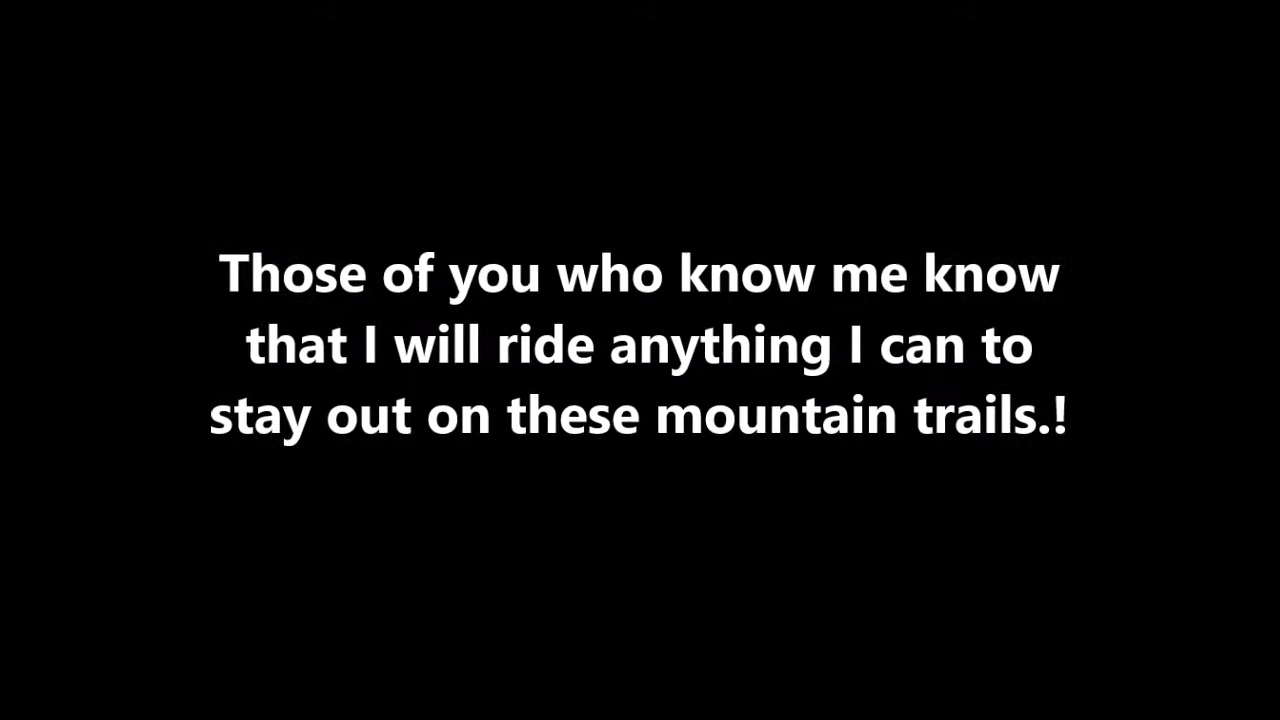 Those of you who know me know
that I will ride anything I can to
stay out on these mountain trails.!